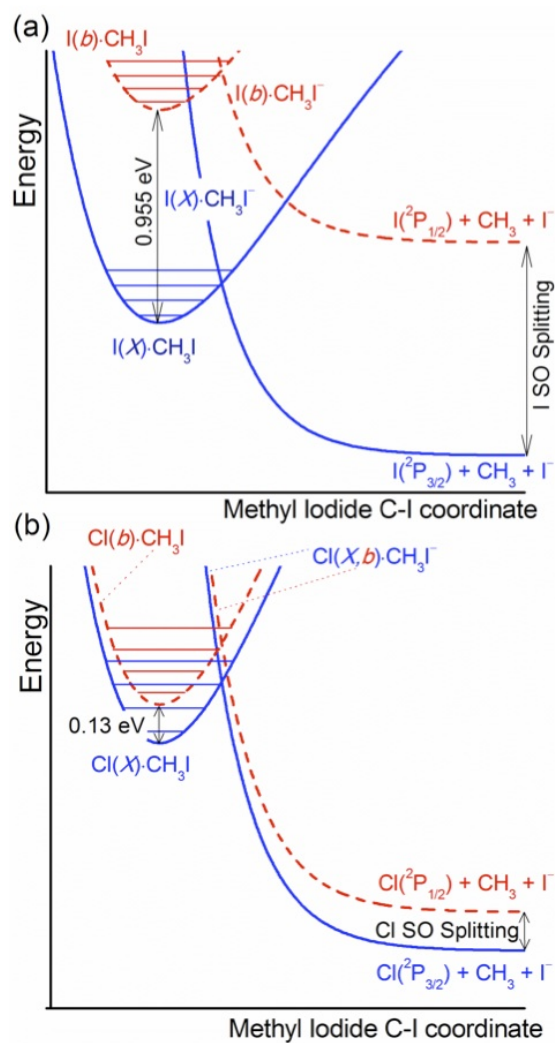 (a)
I(b)·CH₃I
I(b)·CH₃I⁻
Energy
0.955 eV
I(X)·CH₃I⁻
I(²P₁/₂) + CH₃ + I⁻
I SO Splitting
I(X)·CH₃I
I(²P₃/₂) + CH₃ + I⁻
Methyl Iodide C-I coordinate
(b)
Cl(b)·CH₃I
Cl(X,b)·CH₃I⁻
Energy
0.13 eV
Cl(X)·CH₃I
Cl(²P₁/₂) + CH₃ + I⁻
Cl SO Splitting
Cl(²P₃/₂) + CH₃ + I⁻
Methyl Iodide C-I coordinate